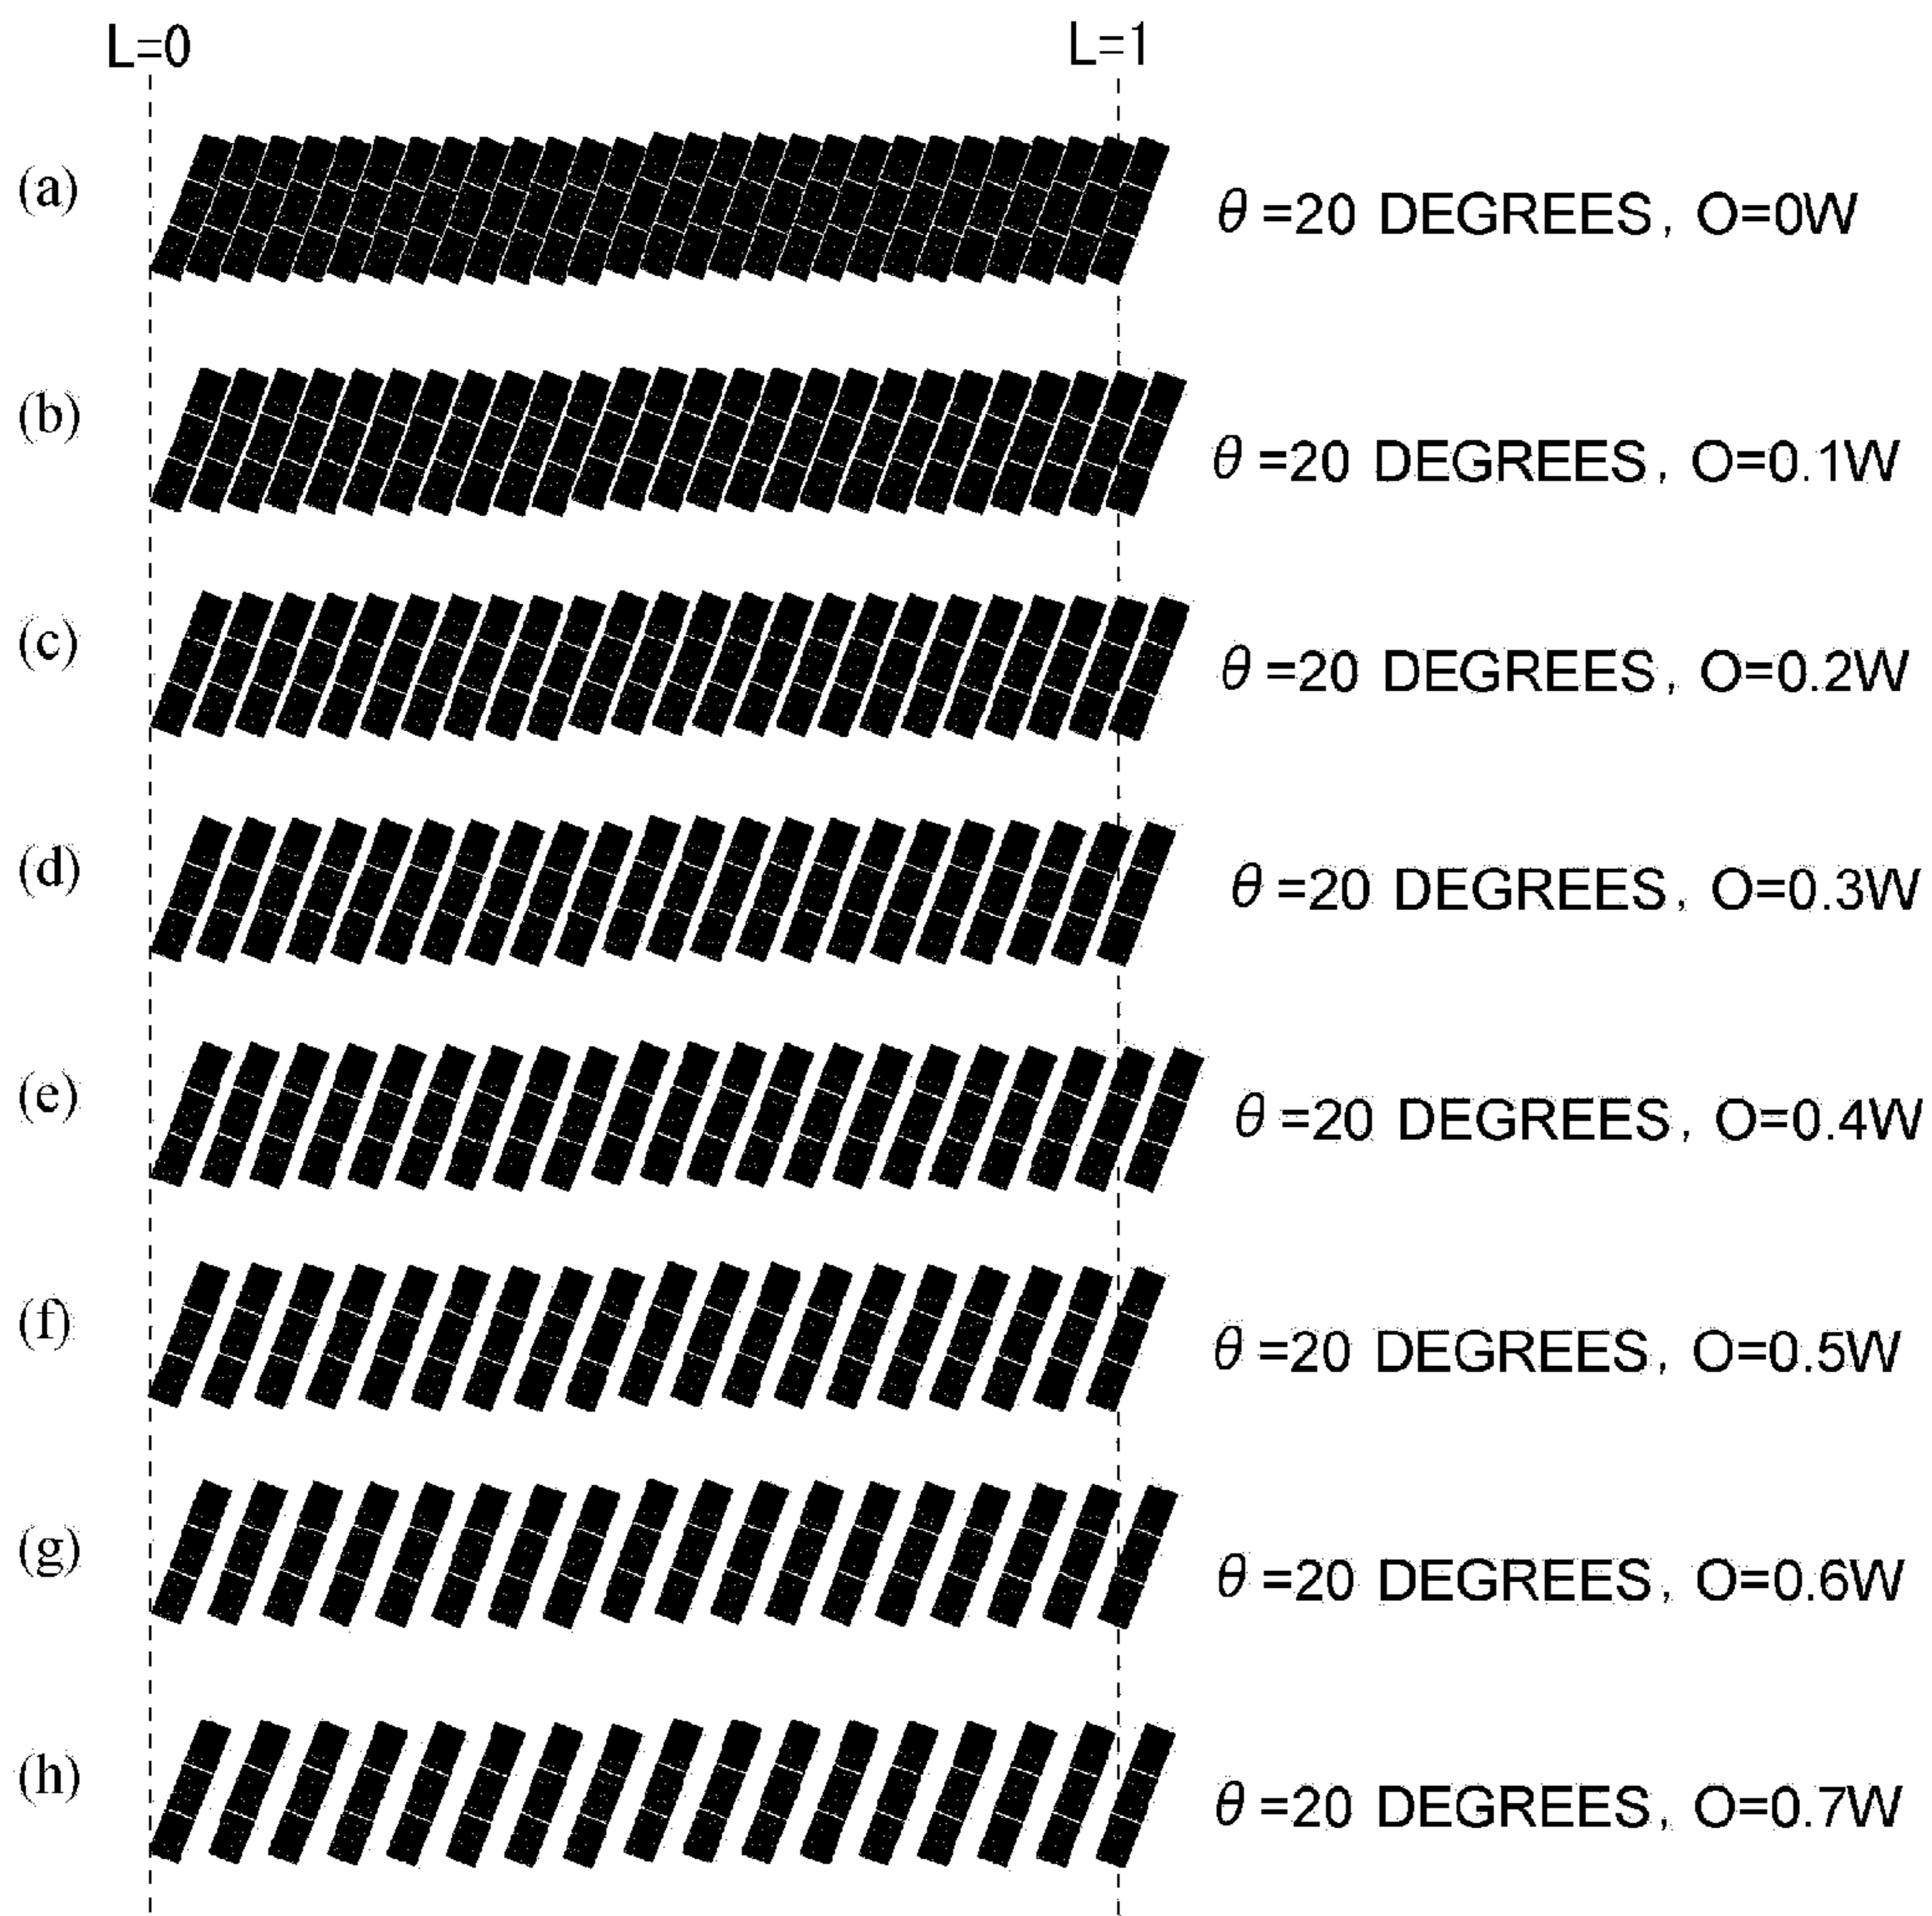 L=0 L=1
(a) θ=20 DEGREES, O=0W
(b) θ=20 DEGREES, O=0.1W
(c) θ=20 DEGREES, O=0.2W
(d) θ=20 DEGREES, O=0.3W
(e) θ=20 DEGREES, O=0.4W
(f) θ=20 DEGREES, O=0.5W
(g) θ=20 DEGREES, O=0.6W
(h) θ=20 DEGREES, O=0.7W